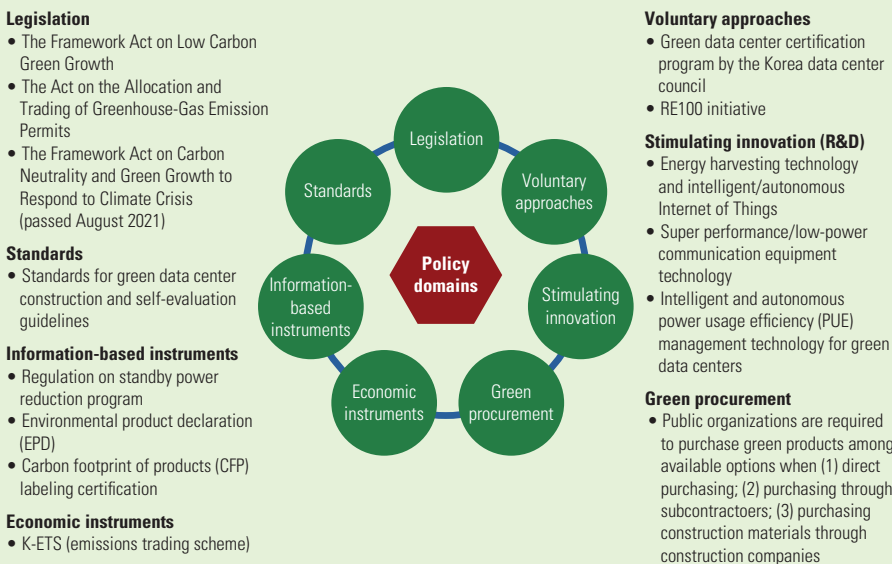 Legislation
• The Framework Act on Low Carbon
Green Growth
• The Act on the Allocation and
Trading of Greenhouse-Gas Emission
Permits
• The Framework Act on Carbon
Neutrality and Green Growth to
Respond to Climate Crisis
(passed August 2021)
Standards
• Standards for green data center
construction and self-evaluation
guidelines
Information-based instruments
• Regulation on standby power
reduction program
• Environmental product declaration
(EPD)
• Carbon footprint of products (CFP)
labeling certification
Economic instruments
• K-ETS (emissions trading scheme)
Legislation
Standards
Voluntary
approaches
Policy
domains
Information-
based
instruments
Stimulating
innovation
Economic
instruments
Green
procurement
Voluntary approaches
• Green data center certification
program by the Korea data center
council
• RE100 initiative
Stimulating innovation (R&D)
• Energy harvesting technology
and intelligent/autonomous
Internet of Things
• Super performance/low-power
communication equipment
technology
• Intelligent and autonomous
power usage efficiency (PUE)
management technology for green
data centers
Green procurement
• Public organizations are required
to purchase green products among
available options when (1) direct
purchasing; (2) purchasing through
subcontractoers; (3) purchasing
construction materials through
construction companies